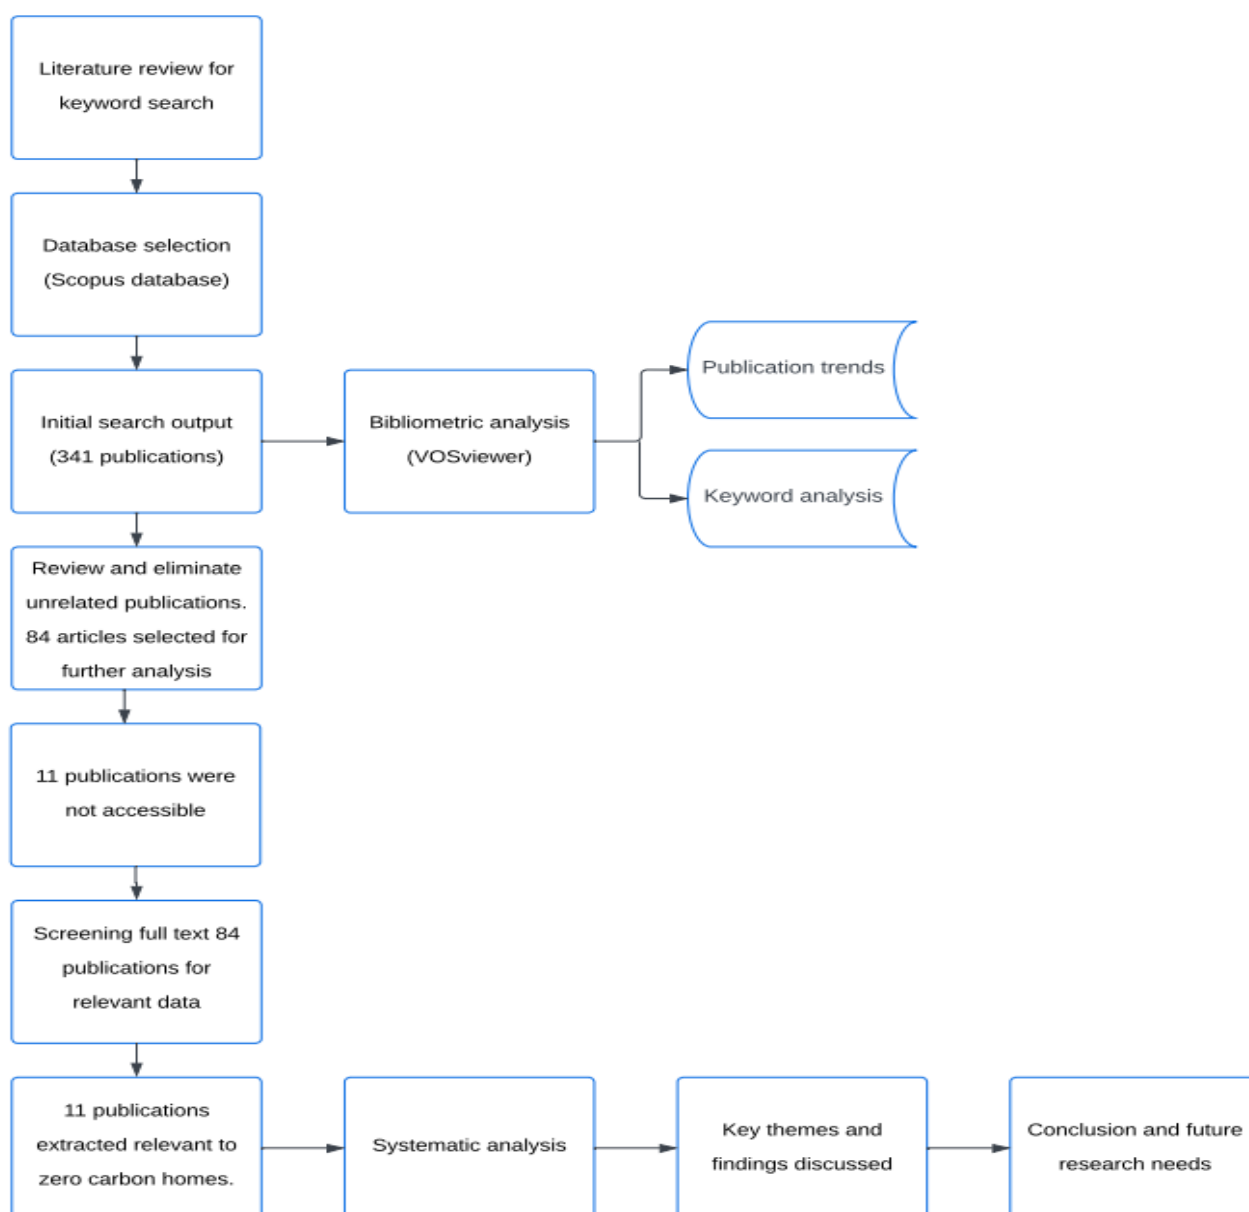 Literature review for
keyword search
Database selection
(Scopus database)
Initial search output
(341 publications)
Bibliometric analysis
(VOSviewer)
Publication trends
Keyword analysis
Review and eliminate
unrelated publications.
84 articles selected for
further analysis
11 publications were
not accessible
Screening full text 84
publications for
relevant data
11 publications
extracted relevant to
zero carbon homes.
Systematic analysis
Key themes and
findings discussed
Conclusion and future
research needs